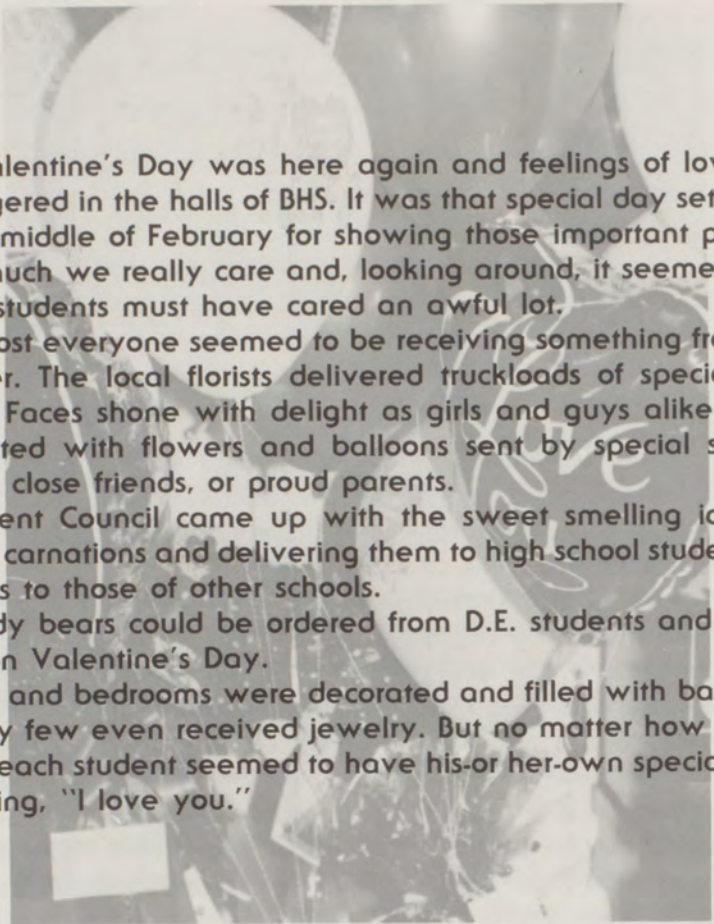 alentine's Day was here again and feelings of lov
gered in the halls of BHS. It was that special day set
middle of February for showing those important p
uch we really care and, looking around, it seeme
students must have cared an awful lot.
ost everyone seemed to be receiving something fr
r. The local florists delivered truckloads of speci
Faces shone with delight as girls and guys alike
ted with flowers and balloons sent by special s
close friends, or proud parents.
ent Council came up with the sweet smelling i
carnations and delivering them to high school stude
s to those of other schools.
dy bears could be ordered from D.E. students and
n Valentine's Day.
and bedrooms were decorated and filled with ba
y few even received jewelry. But no matter how
each student seemed to have his-or her-own speci
ing, "I love you."
Love